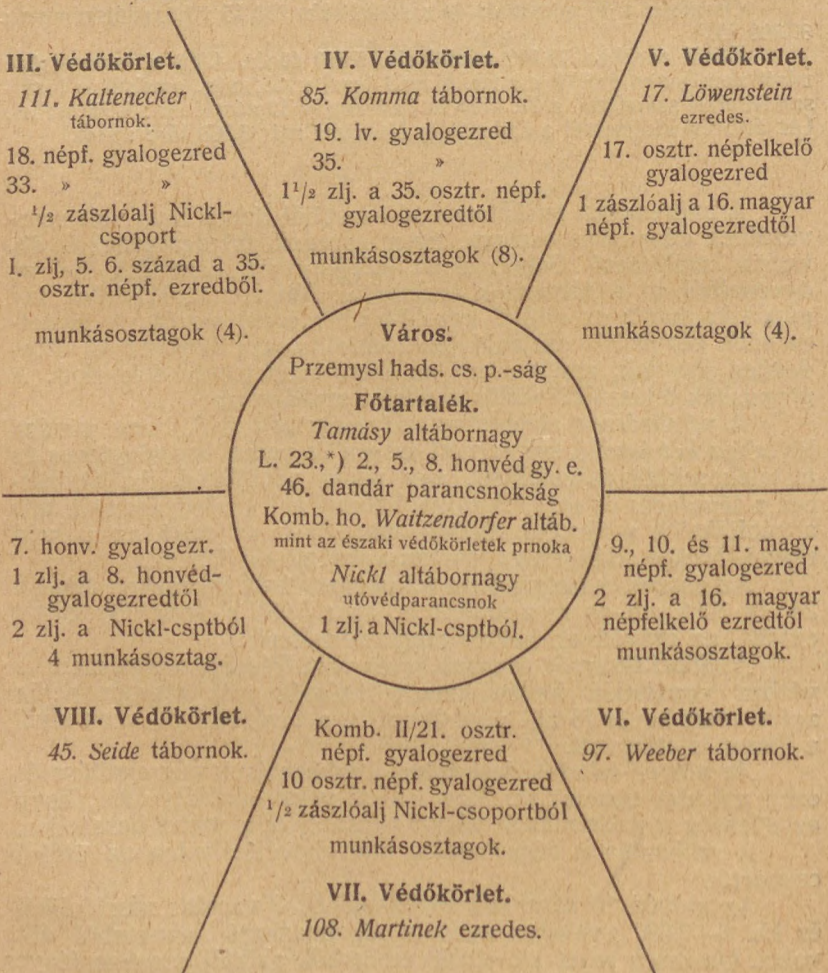 III. Védőkörlet.
111. Kaltenecker
tábornok.
18. népf. gyalogezred
33. » »
½ zászlóalj Nickl-
csoport
I. zlj, 5. 6. század a 35.
osztr. népf. ezredből.
munkásosztagok (4).
IV. Védőkörlet.
85. Komma tábornok.
19. lv. gyalogezred
35. »
1½ zlj. a 35. osztr. népf.
gyalogezredtől
munkásosztagok (8).
V. Védőkörlet.
17. Löwenstein
ezredes.
17. osztr. népfelkelő
gyalogezred
1 zászlóalj a 16. magyar
népf. gyalogezredtől
munkásosztagok (4).
Város.
Przemysl hads. cs. p.-ság
Főtartalék.
Tamásy altábornagy
L. 23.,*) 2., 5., 8. honvéd gy. e.
46. dandár parancsnokság
Komb. ho. Waitzendorfer altáb.
mint az északi védőkörletek prnoka
Nickl altábornagy
utóvédparancsnok
1 zlj. a Nickl-csptból.
7. honv. gyalogezr.
1 zlj. a 8. honvéd-
gyalogezredtől
2 zlj. a Nickl-csptból
4 munkásosztag.
VIII. Védőkörlet.
45. Seide tábornok.
9., 10. és 11. magy.
népf. gyalogezred
2 zlj. a 16. magyar
népfelkelő ezredtől
munkásosztagok.
VI. Védőkörlet.
97. Weeber tábornok.
Komb. II/21. osztr.
népf. gyalogezred
10 osztr. népf. gyalogezred
½ zászlóalj Nickl-csoportból
munkásosztagok.
VII. Védőkörlet.
108. Martinek ezredes.